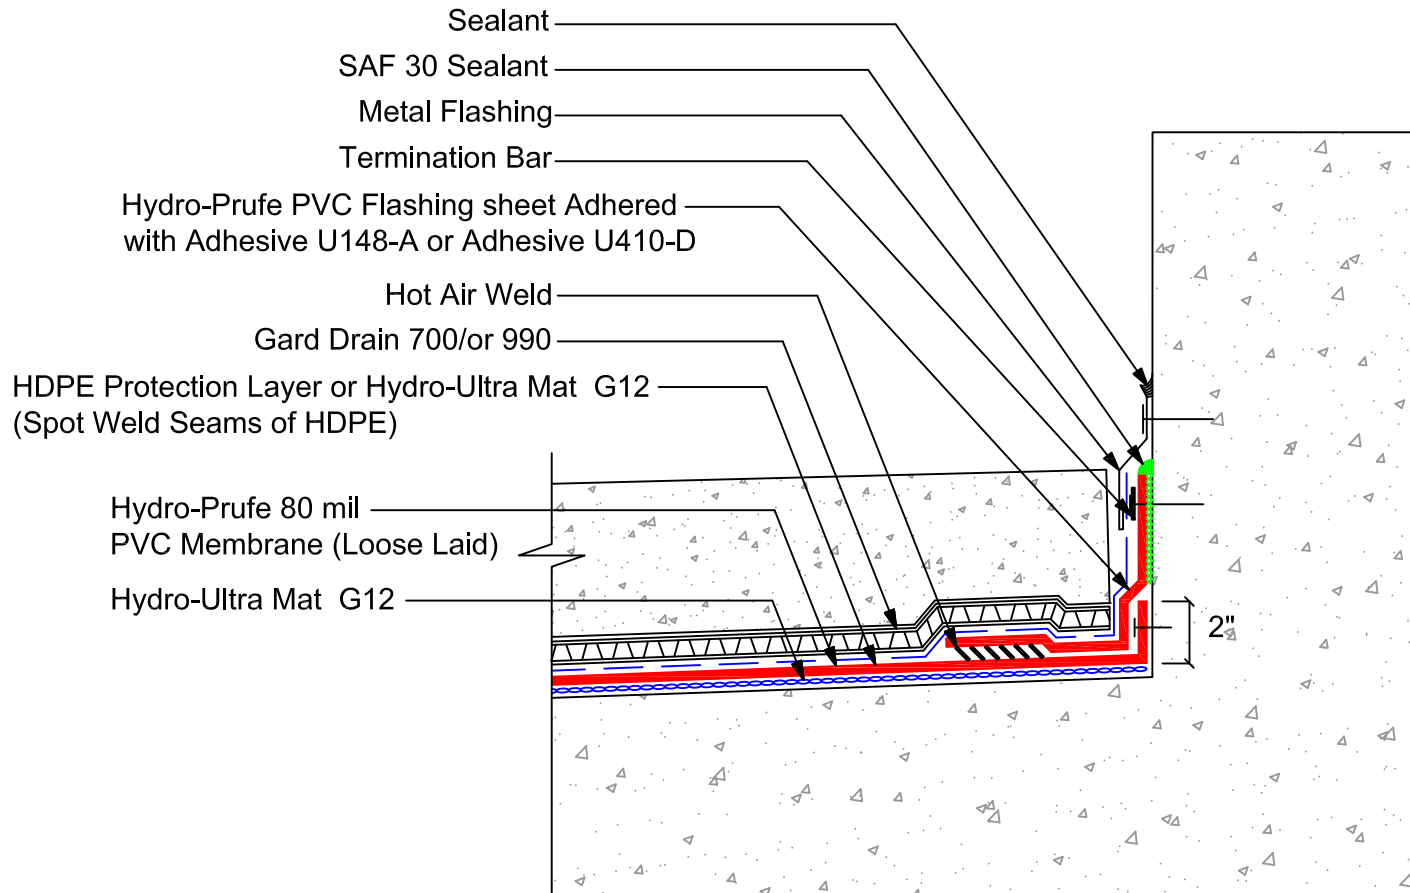 Sealant
SAF 30 Sealant
Metal Flashing
Termination Bar
Hydro-Prufe PVC Flashing sheet Adhered
with Adhesive U148-A or Adhesive U410-D
Hot Air Weld
Gard Drain 700/or 990
HDPE Protection Layer or Hydro-Ultra Mat G12
(Spot Weld Seams of HDPE)
Hydro-Prufe 80 mil
PVC Membrane (Loose Laid)
Hydro-Ultra Mat G12
2"